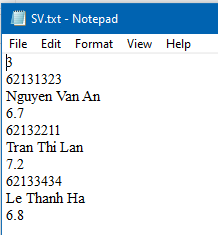 SV.txt - Notepad
File Edit Format View Help
3
62131323
Nguyen Van An
6.7
62132211
Tran Thi Lan
7.2
62133434
Le Thanh Ha
6.8